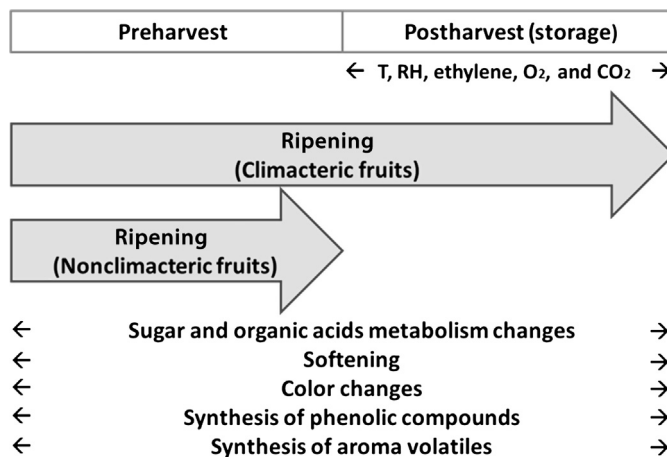 Preharvest
Postharvest (storage)
← T, RH, ethylene, O₂, and CO₂ →
Ripening
(Climacteric fruits)
Ripening
(Nonclimacteric fruits)
← Sugar and organic acids metabolism changes →
← Softening →
← Color changes →
← Synthesis of phenolic compounds →
← Synthesis of aroma volatiles →